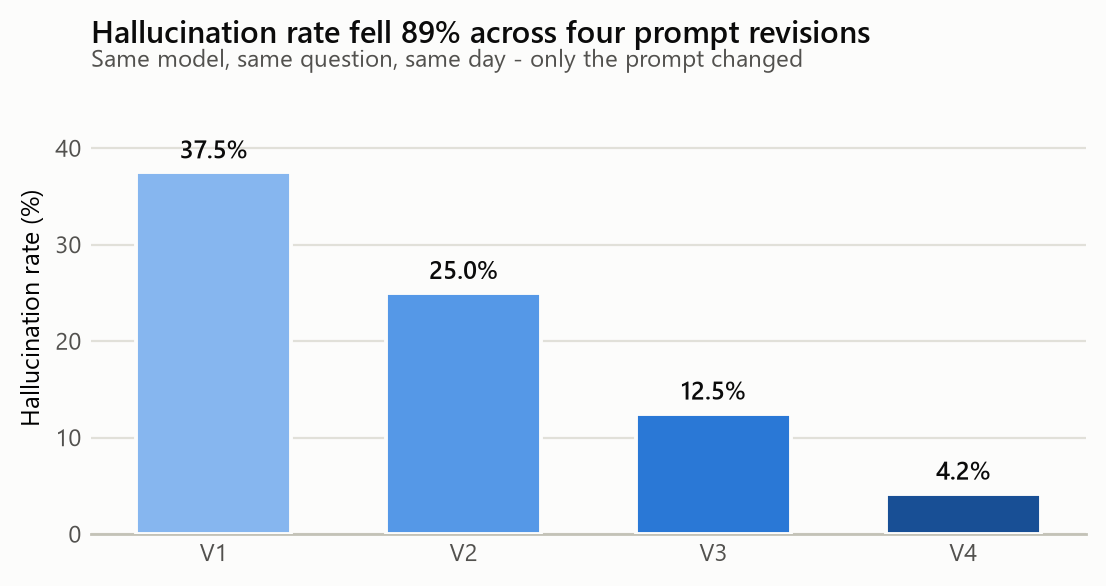 Hallucination rate fell 89% across four prompt revisions
Same model, same question, same day - only the prompt changed
Hallucination rate (%)
40
30
20
10
0
37.5%
25.0%
12.5%
4.2%
V1
V2
V3
V4